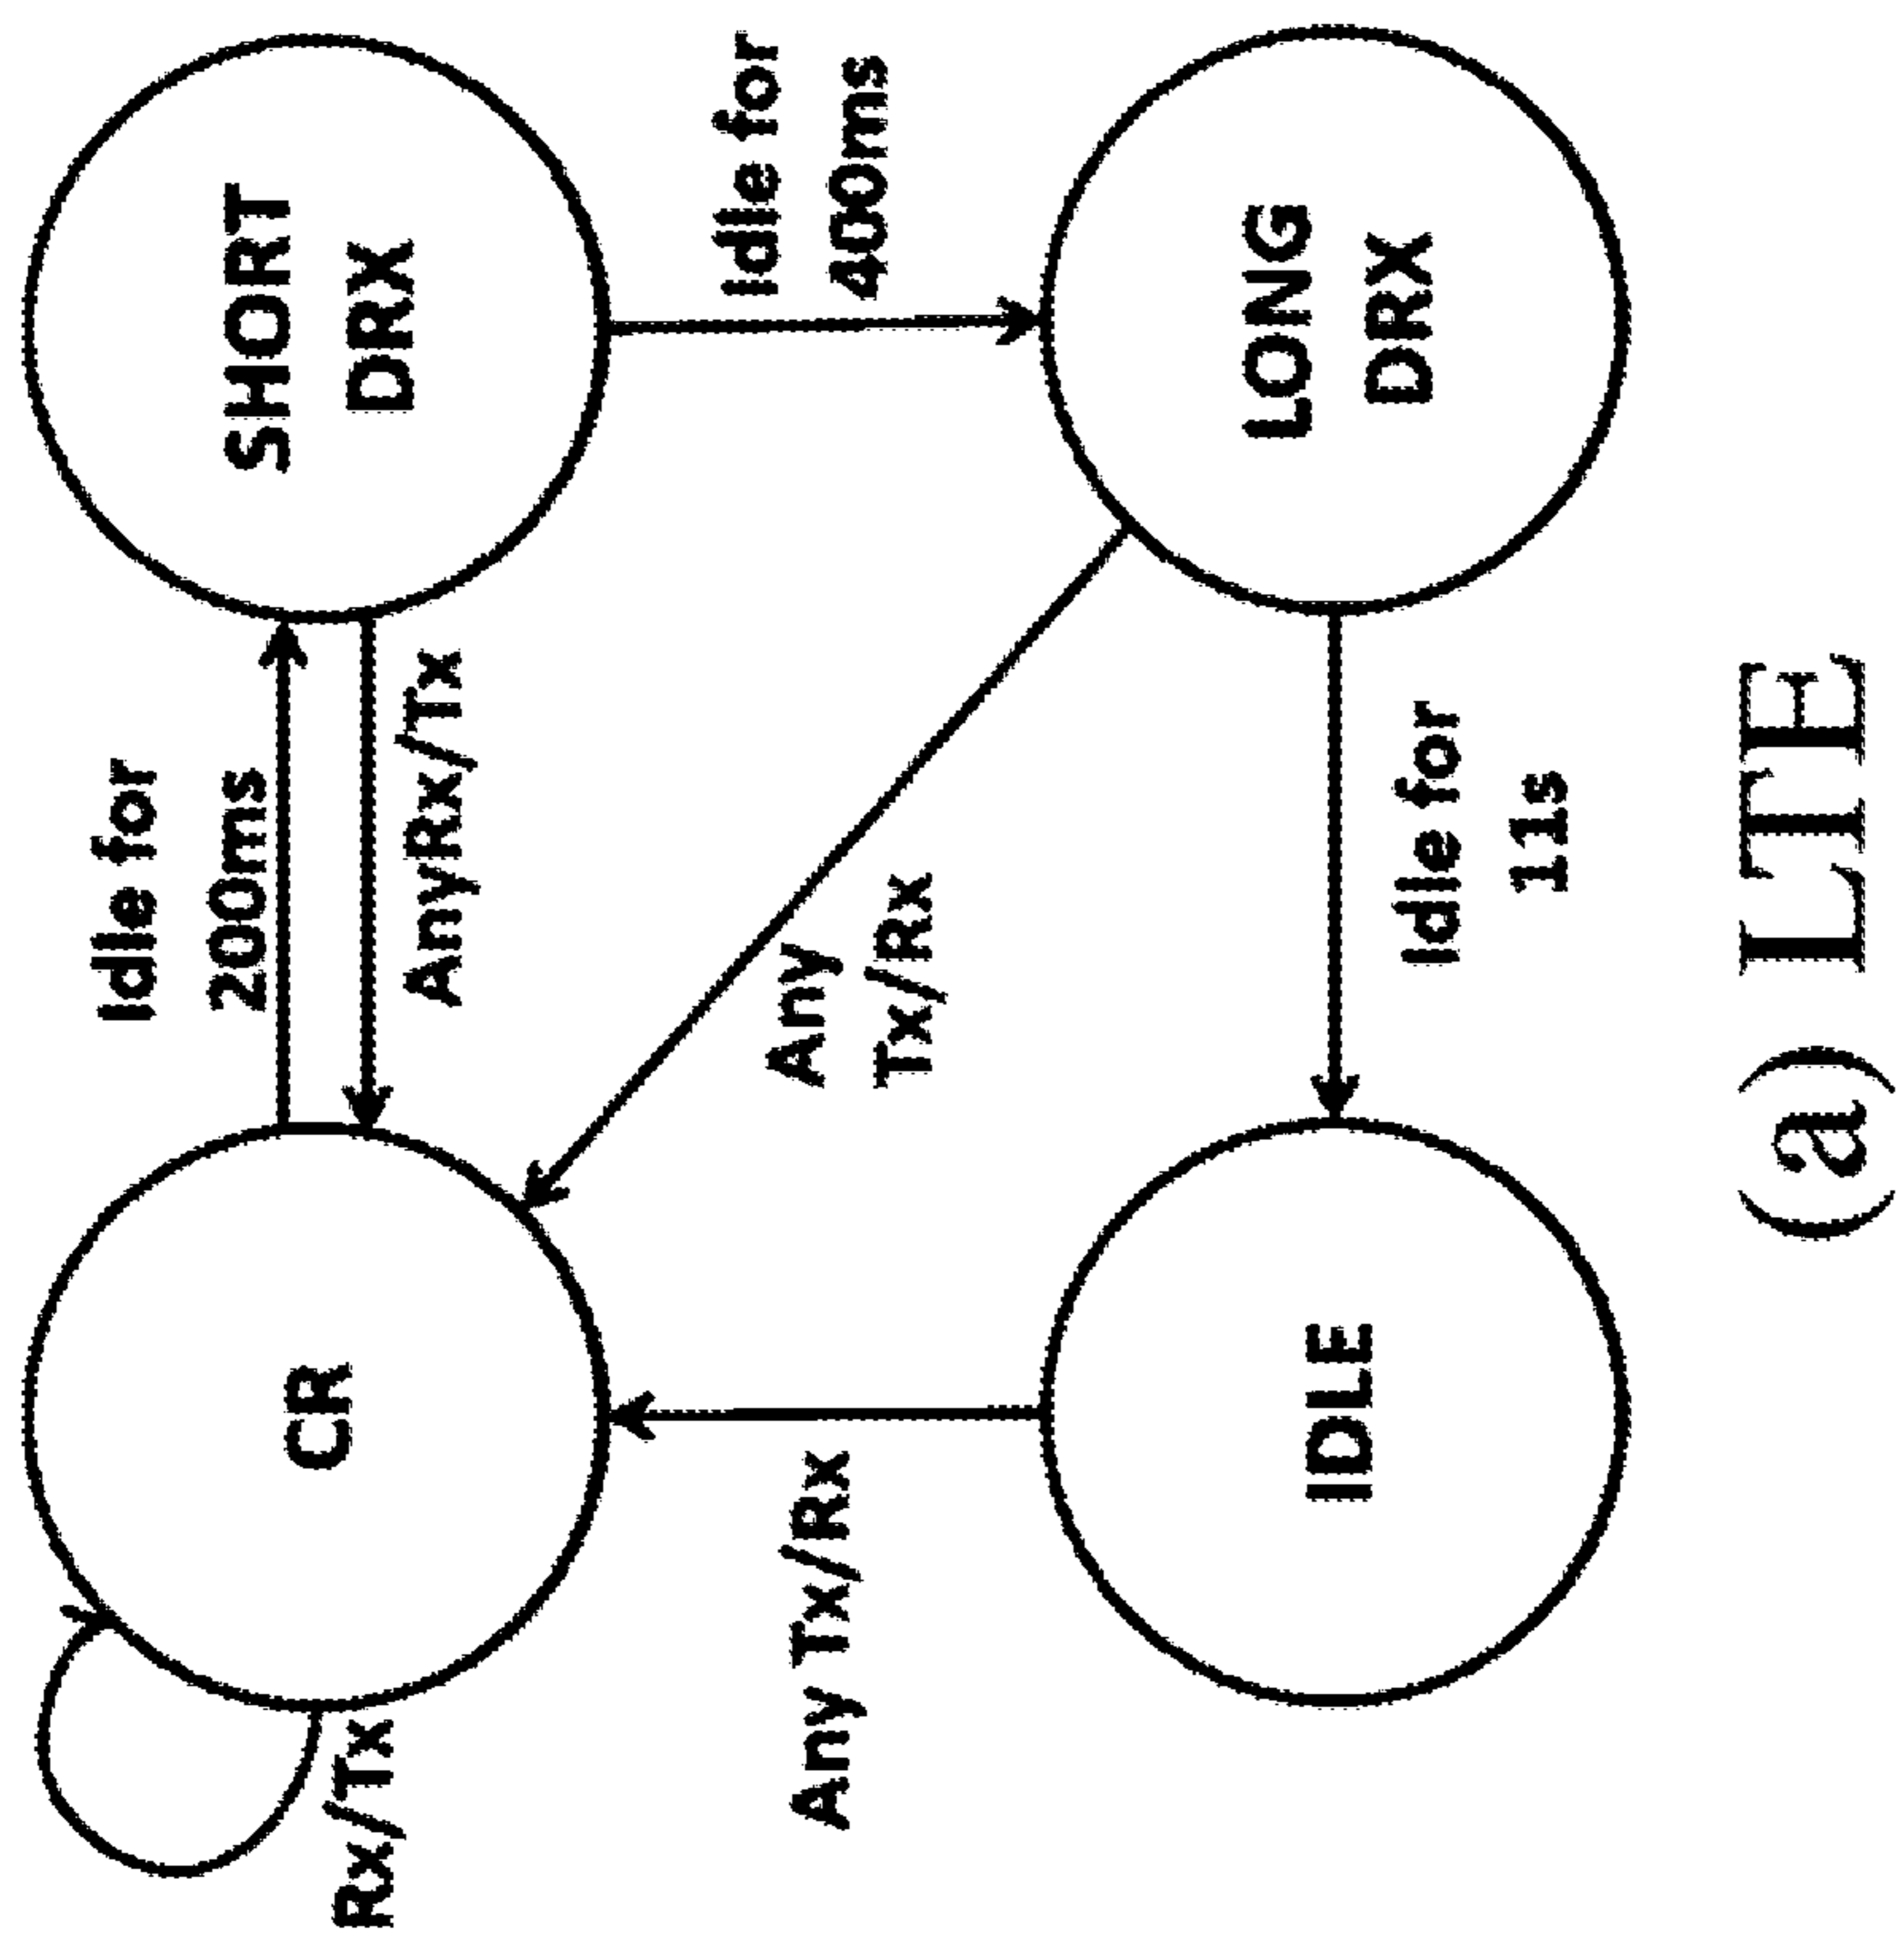 Idle for
200ms
AnyRx/Tx
CR
SHORT
DRX
Rx/Tx
Any
Tx/Rx
Any Tx/Rx
Idle for
400ms
IDLE
LONG
DRX
Idle for
11s
(a) LTE